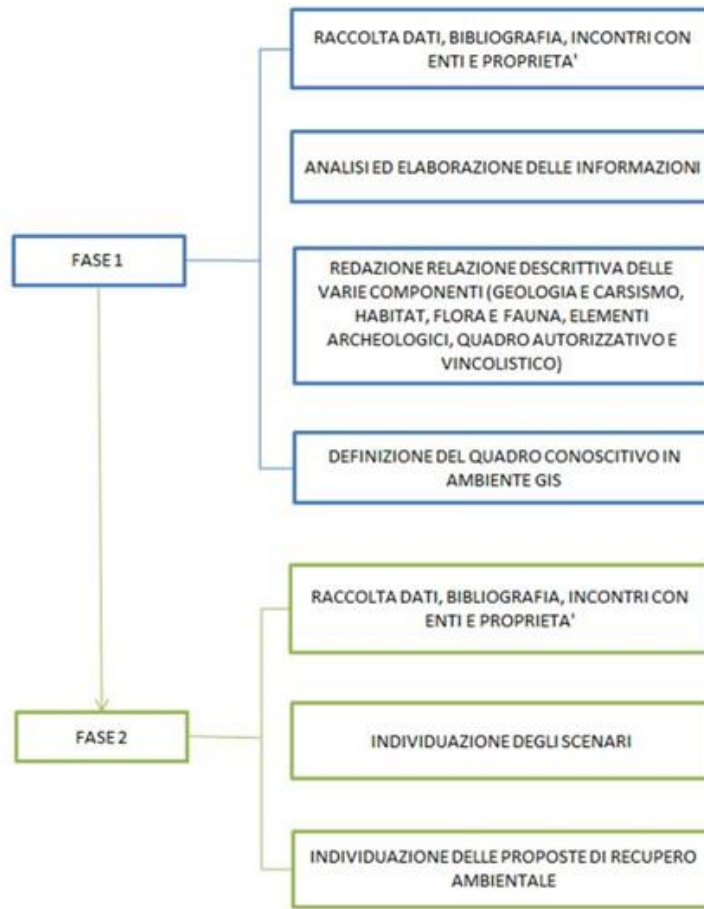 RACCOLTA DATI, BIBLIOGRAFIA, INCONTRI CON
ENTI E PROPRIETA'
ANALISI ED ELABORAZIONE DELLE INFORMAZIONI
FASE 1
REDAZIONE RELAZIONE DESCRITTIVA DELLE
VARIE COMPONENTI (GEOLOGIA E CARSISMO,
HABITAT, FLORA E FAUNA, ELEMENTI
ARCHEOLOGICI, QUADRO AUTORIZZATIVO E
VINCOLISTICO)
DEFINIZIONE DEL QUADRO CONOSCITIVO IN
AMBIENTE GIS
RACCOLTA DATI, BIBLIOGRAFIA, INCONTRI CON
ENTI E PROPRIETA'
FASE 2
INDIVIDUAZIONE DEGLI SCENARI
INDIVIDUAZIONE DELLE PROPOSTE DI RECUPERO
AMBIENTALE